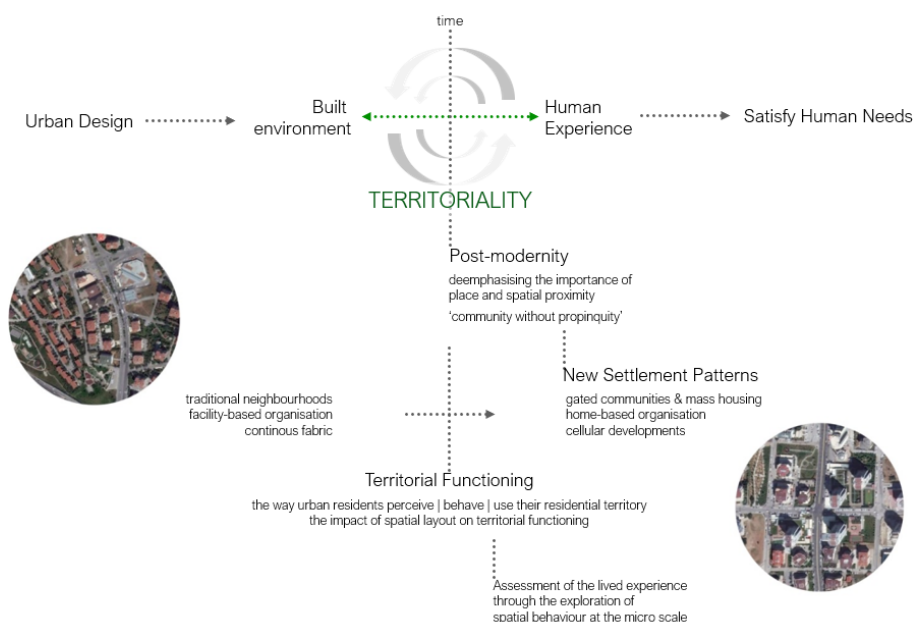 time
Urban Design
Built
environment
Human
Experience
Satisfy Human Needs
TERRITORIALITY
Post-modernity
deemphasising the importance of
place and spatial proximity
‘community without propinquity’
New Settlement Patterns
gated communities & mass housing
home-based organisation
cellular developments
traditional neighbourhoods
facility-based organisation
continous fabric
Territorial Functioning
the way urban residents perceive | behave | use their residential territory
the impact of spatial layout on territorial functioning
Assessment of the lived experience
through the exploration of
spatial behaviour at the micro scale